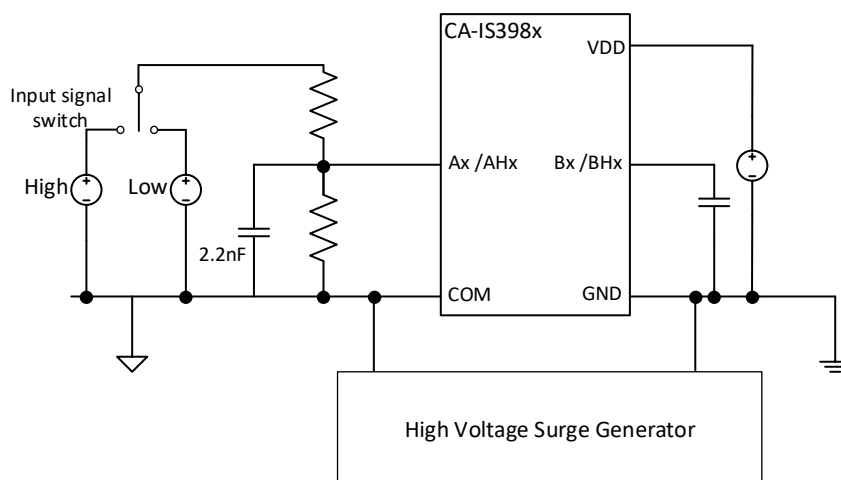 CA-IS398x
VDD
Input signal
switch
High
Low
Ax /AHx
Bx /BHx
2.2nF
COM
GND
High Voltage Surge Generator